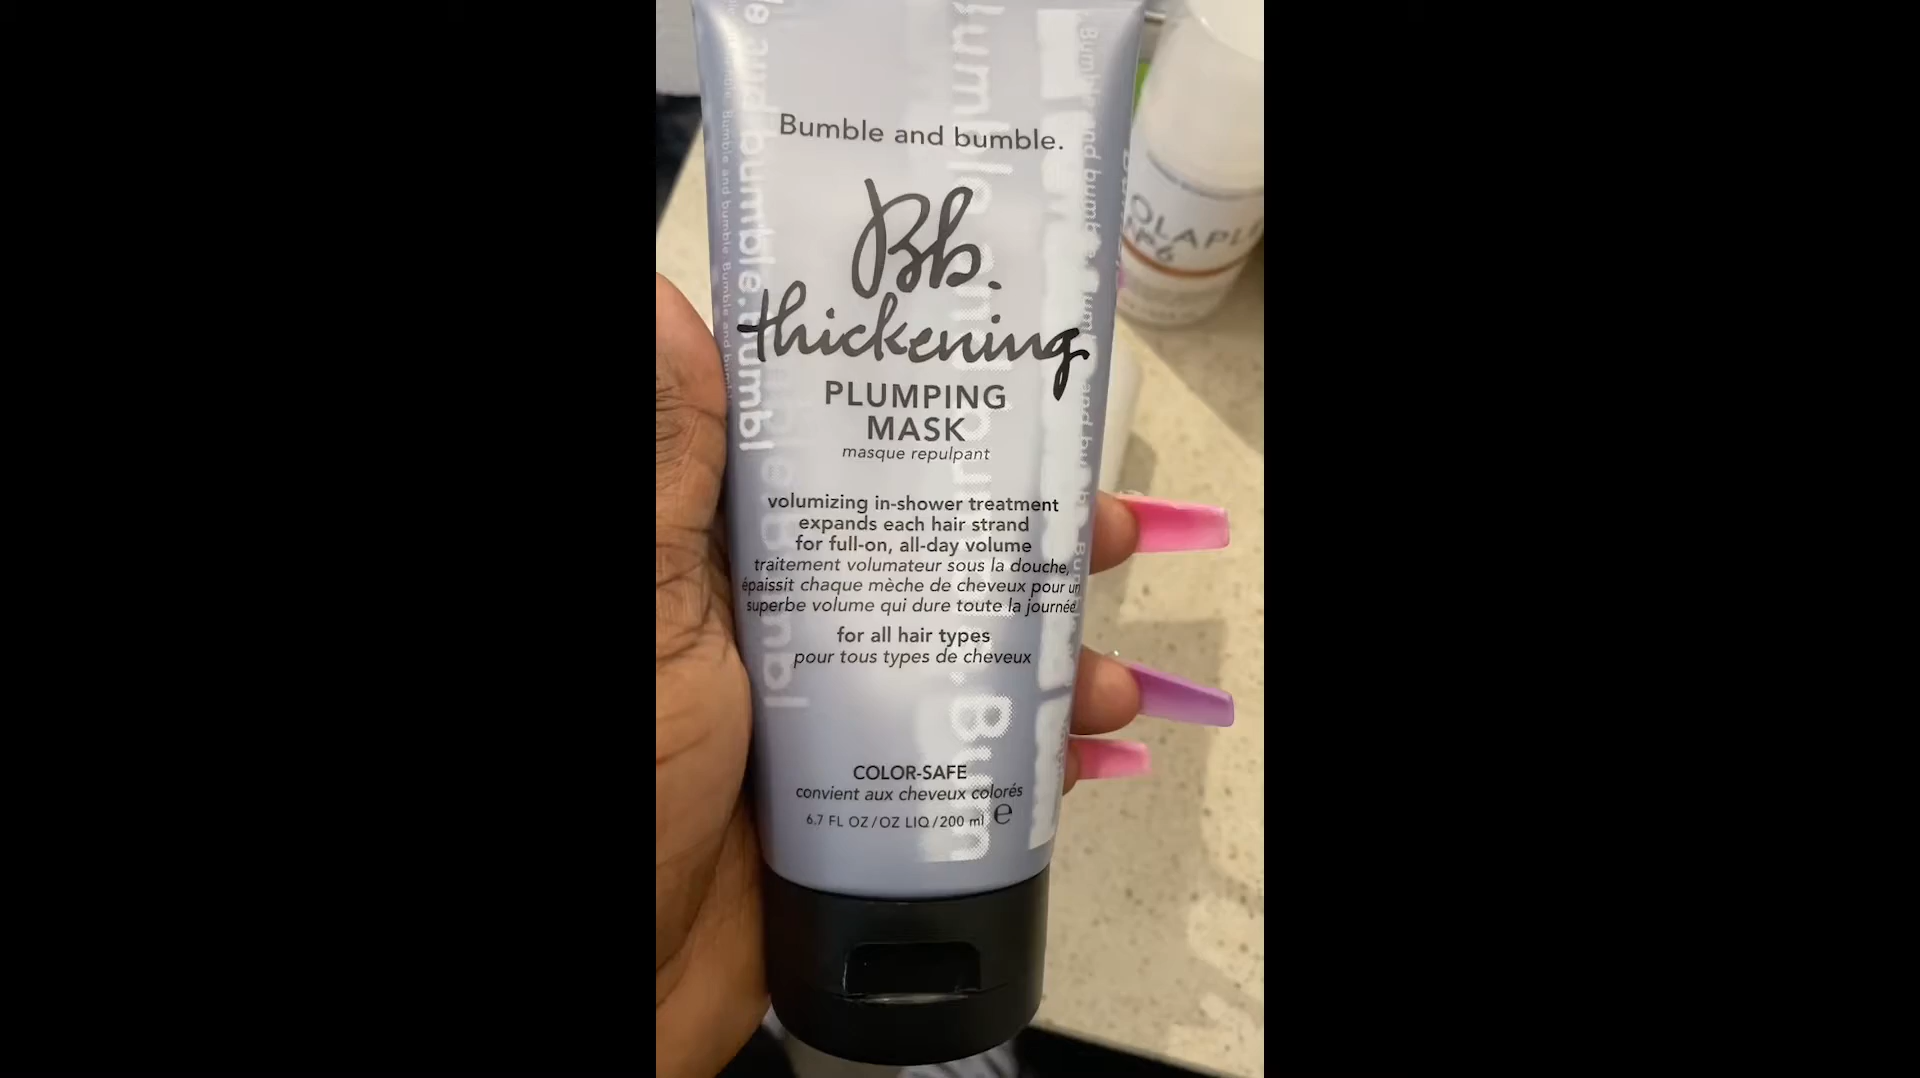 Bumble and bumble.
Bb.
thickening
PLUMPING
MASK
masque repulpant
volumizing in-shower treatment
expands each hair strand
for full-on, all-day volume
traitement volumateur sous la douche,
épaissit chaque mèche de cheveux pour un
superbe volume qui dure toute la journée
for all hair types
pour tous types de cheveux
COLOR-SAFE
convient aux cheveux colorés
6.7 FL OZ/OZ LIQ/200 ml e